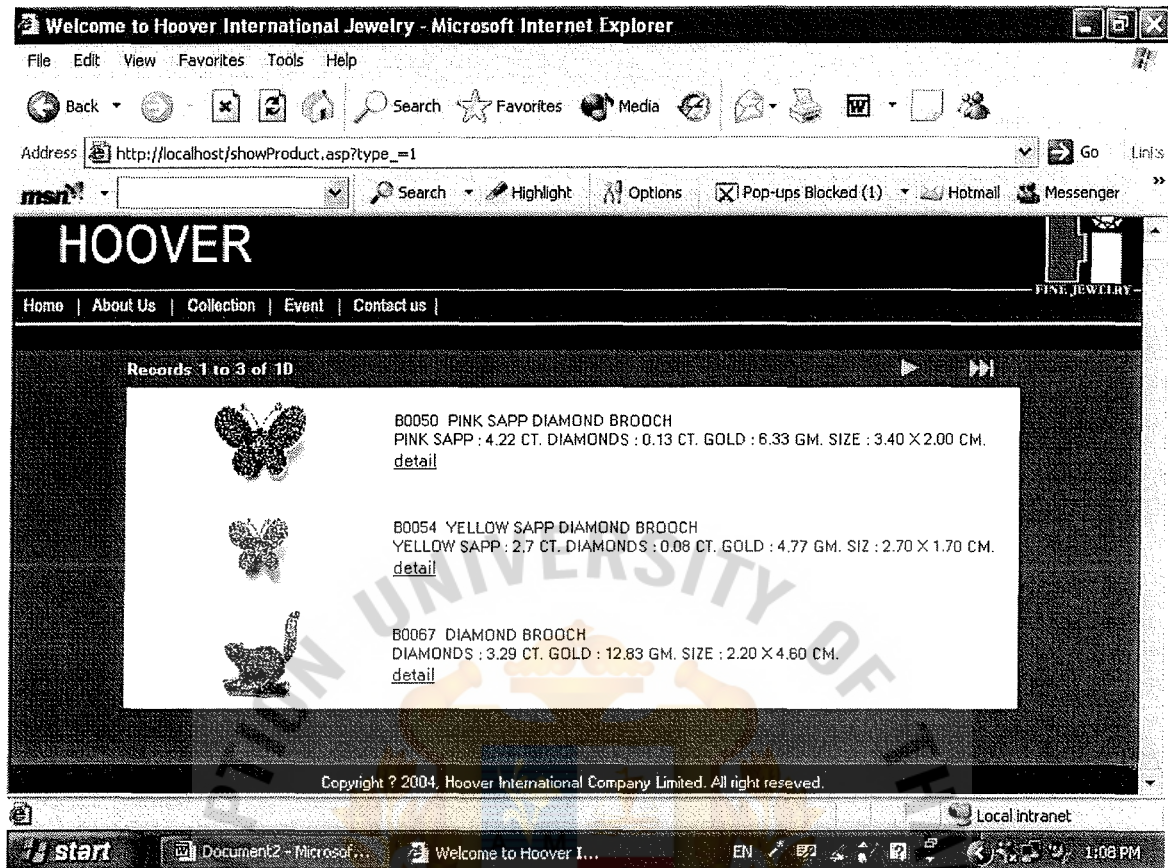 Welcome to Hoover International Jewelry - Microsoft Internet Explorer
File Edit View Favorites Tools Help
Back Search Favorites Media
Address http://localhost/showProduct.asp?type_=1 Go Links
msn Search Highlight Options Pop-ups Blocked (1) Hotmail Messenger
HOOVER
FINE JEWELRY
Home | About Us | Collection | Event | Contact us |
Records 1 to 3 of 10
B0050 PINK SAPP DIAMOND BROOCH
PINK SAPP : 4.22 CT. DIAMONDS : 0.13 CT. GOLD : 6.33 GM. SIZE : 3.40 X 2.00 CM.
detail
B0054 YELLOW SAPP DIAMOND BROOCH
YELLOW SAPP : 2.7 CT. DIAMONDS : 0.08 CT. GOLD : 4.77 GM. SIZ : 2.70 X 1.70 CM.
detail
B0067 DIAMOND BROOCH
DIAMONDS : 3.29 CT. GOLD : 12.83 GM. SIZE : 2.20 X 4.60 CM.
detail
UNIVERSITY OF
Copyright ? 2004, Hoover International Company Limited. All right reseved.
Local intranet
start Document2 - Microsof... Welcome to Hoover I... EN 1:08 PM